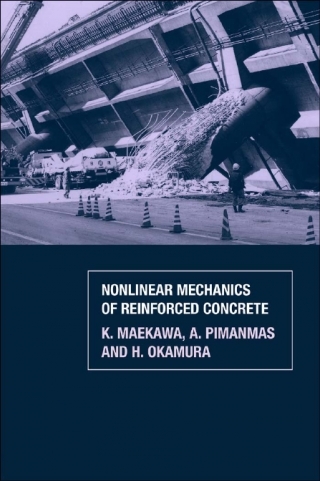 NONLINEAR MECHANICS
OF REINFORCED CONCRETE
K. MAEKAWA, A. PIMANMAS
AND H. OKAMURA